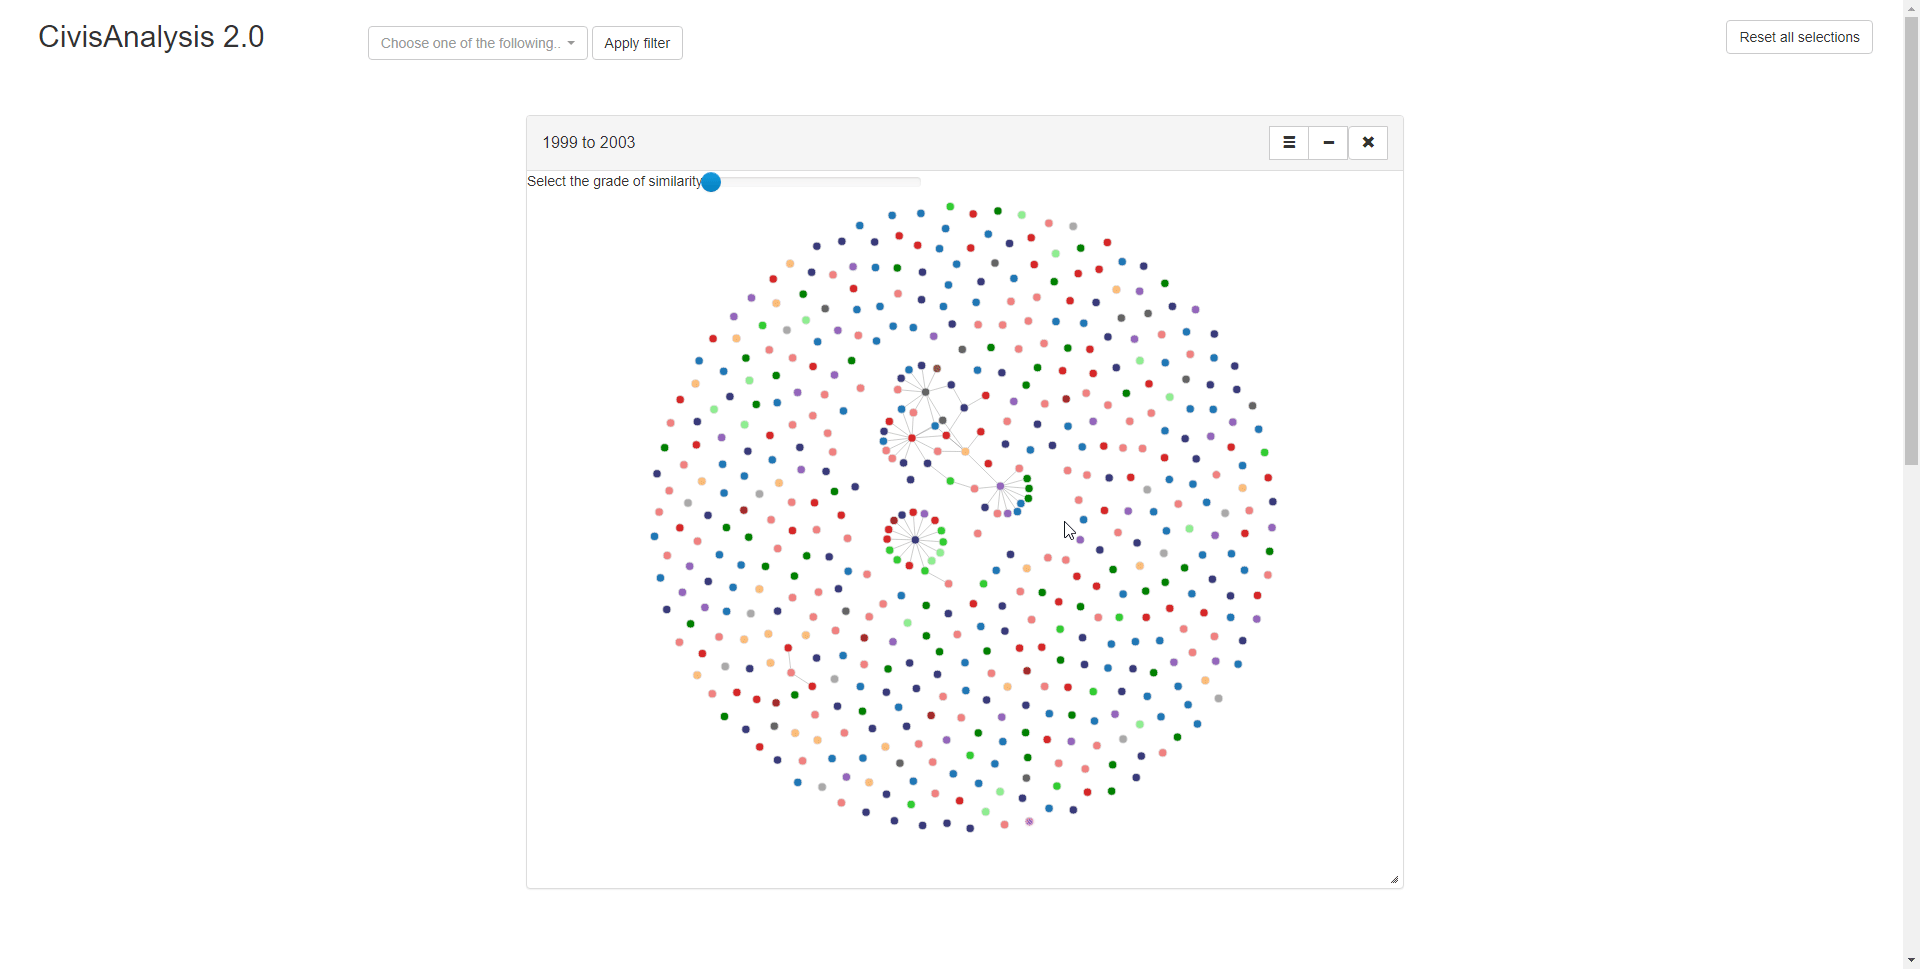 CivisAnalysis 2.0
Choose one of the following..
Apply filter
Reset all selections
1999 to 2003
Select the grade of similarity